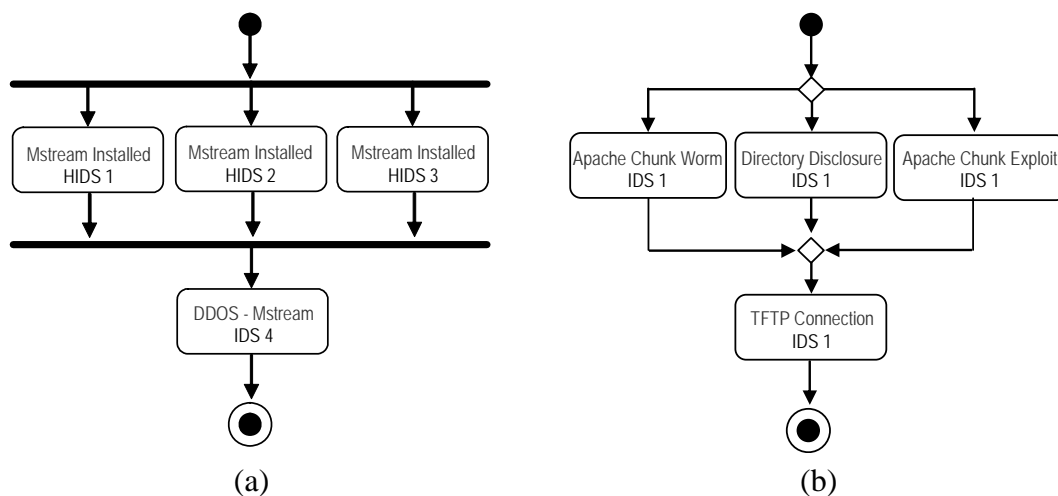 Mstream Installed
HIDS 1
Mstream Installed
HIDS 2
Mstream Installed
HIDS 3
DDOS - Mstream
IDS 4
(a)
Apache Chunk Worm
IDS 1
Directory Disclosure
IDS 1
Apache Chunk Exploit
IDS 1
TFTP Connection
IDS 1
(b)